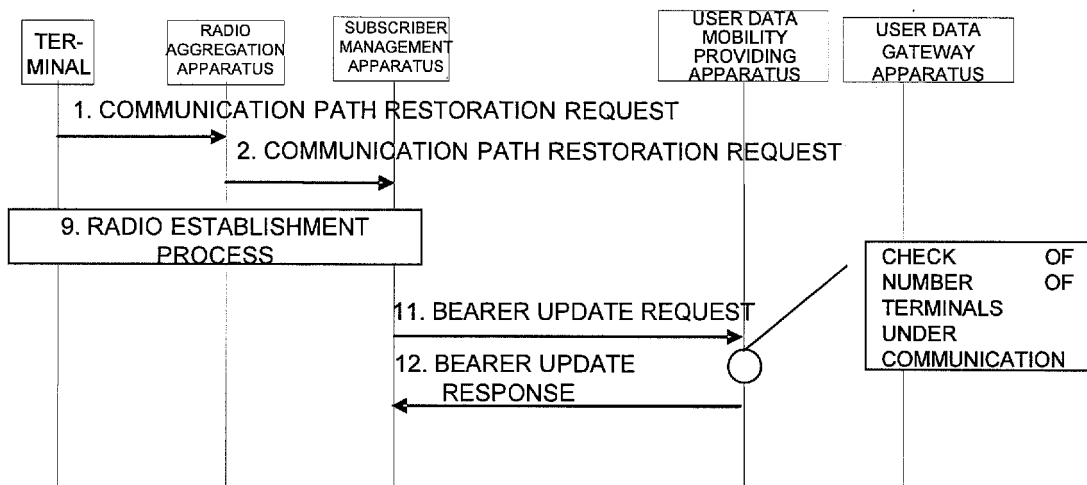 TER-
MINAL
RADIO
AGGREGATION
APPARATUS
SUBSCRIBER
MANAGEMENT
APPARATUS
USER DATA
MOBILITY
PROVIDING
APPARATUS
USER DATA
GATEWAY
APPARATUS
1. COMMUNICATION PATH RESTORATION REQUEST
2. COMMUNICATION PATH RESTORATION REQUEST
9. RADIO ESTABLISHMENT
PROCESS
CHECK OF
NUMBER OF
TERMINALS
UNDER
COMMUNICATION
11. BEARER UPDATE REQUEST
12. BEARER UPDATE
RESPONSE